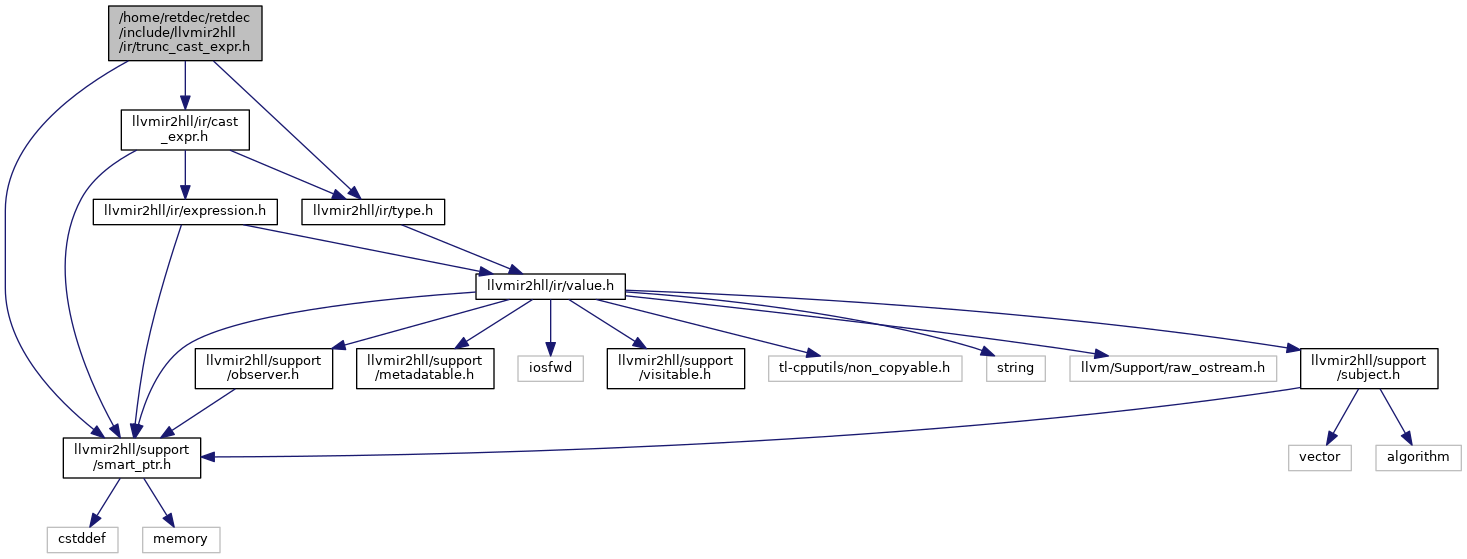 /home/retdec/retdec
/include/llvmir2hll
/ir/trunc_cast_expr.h
llvmir2hll/ir/cast
_expr.h
llvmir2hll/ir/expression.h
llvmir2hll/ir/type.h
llvmir2hll/ir/value.h
llvmir2hll/support
/observer.h
llvmir2hll/support
/metadatable.h
iosfwd
llvmir2hll/support
/visitable.h
tl-cpputils/non_copyable.h
string
llvm/Support/raw_ostream.h
llvmir2hll/support
/subject.h
llvmir2hll/support
/smart_ptr.h
vector
algorithm
cstddef
memory